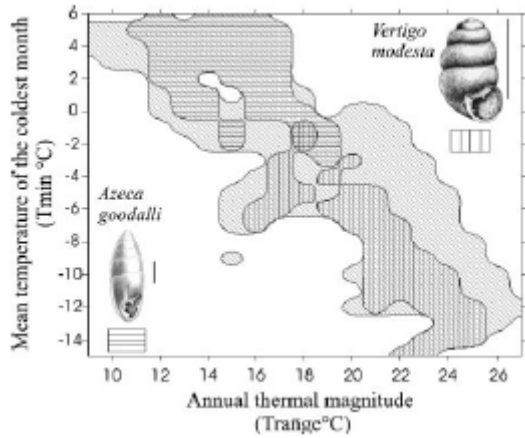 6
4
2
0
-2
-4
-6
-8
-10
-12
-14
Mean temperature of the coldest month
(Tmin °C)
Vertigo
modesta
Azeca
goodalli
10 12 14 16 18 20 22 24 26
Annual thermal magnitude
(Trañge°C)